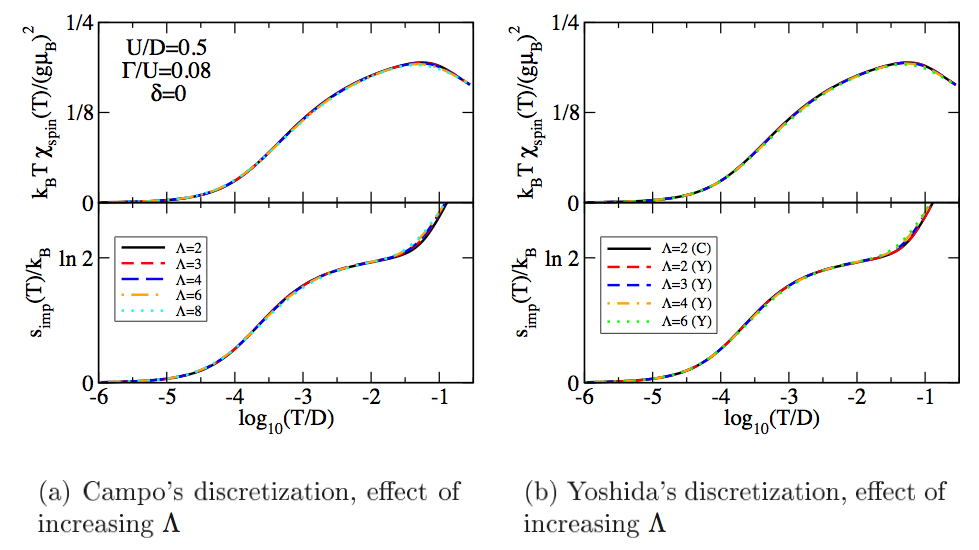 1/4
1/8
0
k_B T χ_spin(T)/(gμ_B)²
U/D=0.5
Γ/U=0.08
δ=0
ln 2
0
s_imp(T)/k_B
Λ=2
Λ=3
Λ=4
Λ=6
Λ=8
-6 -5 -4 -3 -2 -1
log₁₀(T/D)
(a) Campo's discretization, effect of
increasing Λ
1/4
1/8
0
k_B T χ_spin(T)/(gμ_B)²
ln 2
0
s_imp(T)/k_B
Λ=2 (C)
Λ=2 (Y)
Λ=3 (Y)
Λ=4 (Y)
Λ=6 (Y)
-6 -5 -4 -3 -2 -1
log₁₀(T/D)
(b) Yoshida's discretization, effect of
increasing Λ